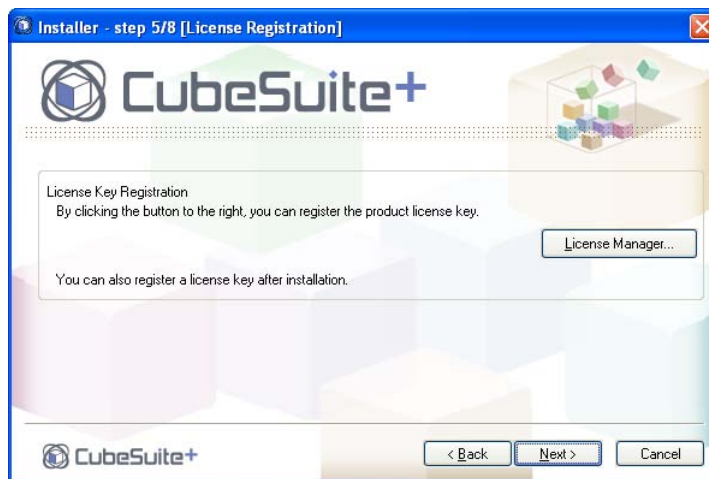 Installer - step 5/8 [License Registration]
CubeSuite+
License Key Registration
By clicking the button to the right, you can register the product license key.
License Manager...
You can also register a license key after installation.
CubeSuite+
< Back
Next >
Cancel